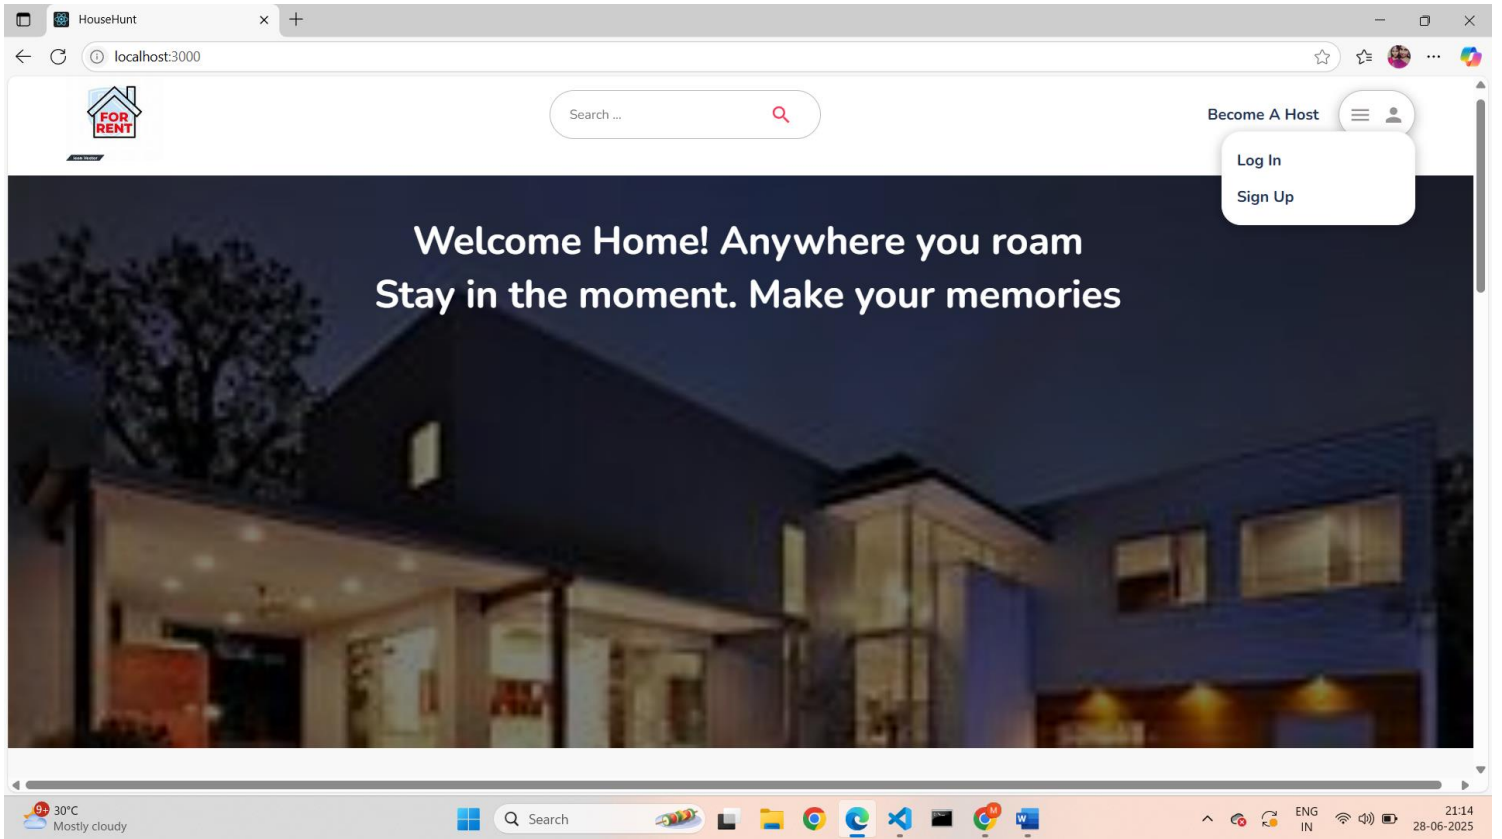 HouseHunt
localhost:3000
FOR
RENT
Search ...
Become A Host
Log In
Sign Up
Welcome Home! Anywhere you roam
Stay in the moment. Make your memories
9+
30°C
Mostly cloudy
Search
M
W
ENG
IN
21:14
28-06-2025